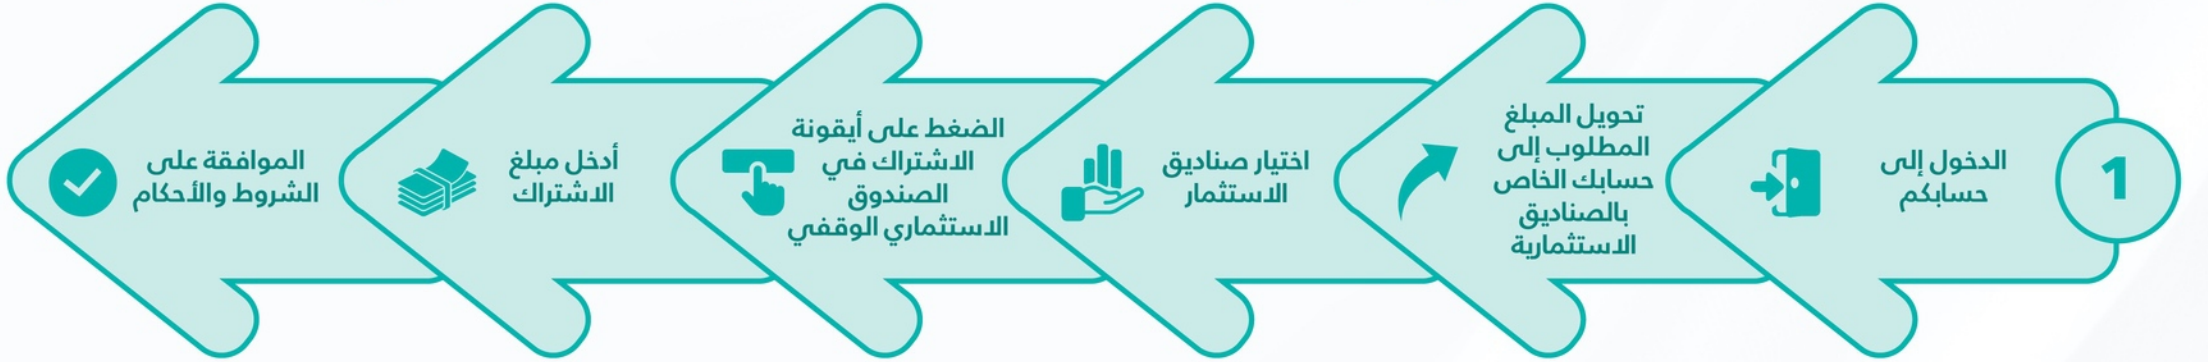 1
الدخول إلى
حسابكم
تحويل المبلغ
المطلوب إلى
حسابك الخاص
بالصناديق
الاستثمارية
اختيار صناديق
الاستثمار
الضغط على أيقونة
الاشتراك في
الصندوق
الاستثماري الوقفي
أدخل مبلغ
الاشتراك
الموافقة على
الشروط والأحكام